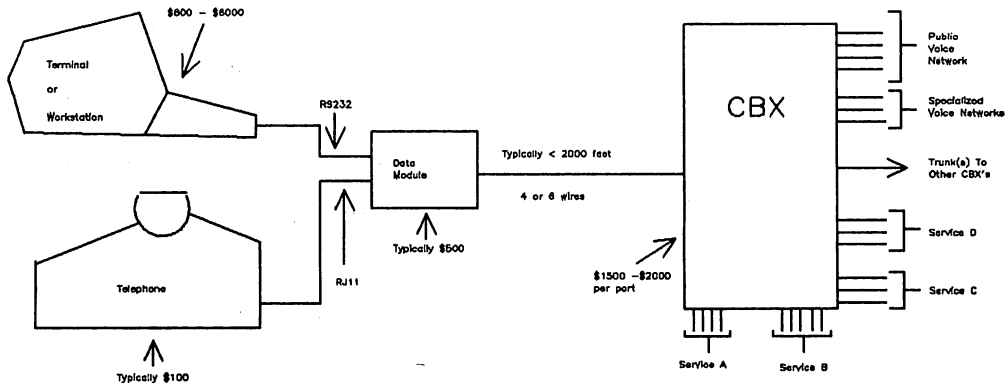 $800 - $6000
Terminal
or
Workstation
RS232
Data
Module
Typically < 2000 feet
4 or 6 wires
CBX
Public
Voice
Network
Specialized
Voice Networks
Trunk(s) To
Other CBX's
Service D
Service C
Typically $500
RJ11
$1500 -$2000
per port
Telephone
Typically $100
Service A
Service B